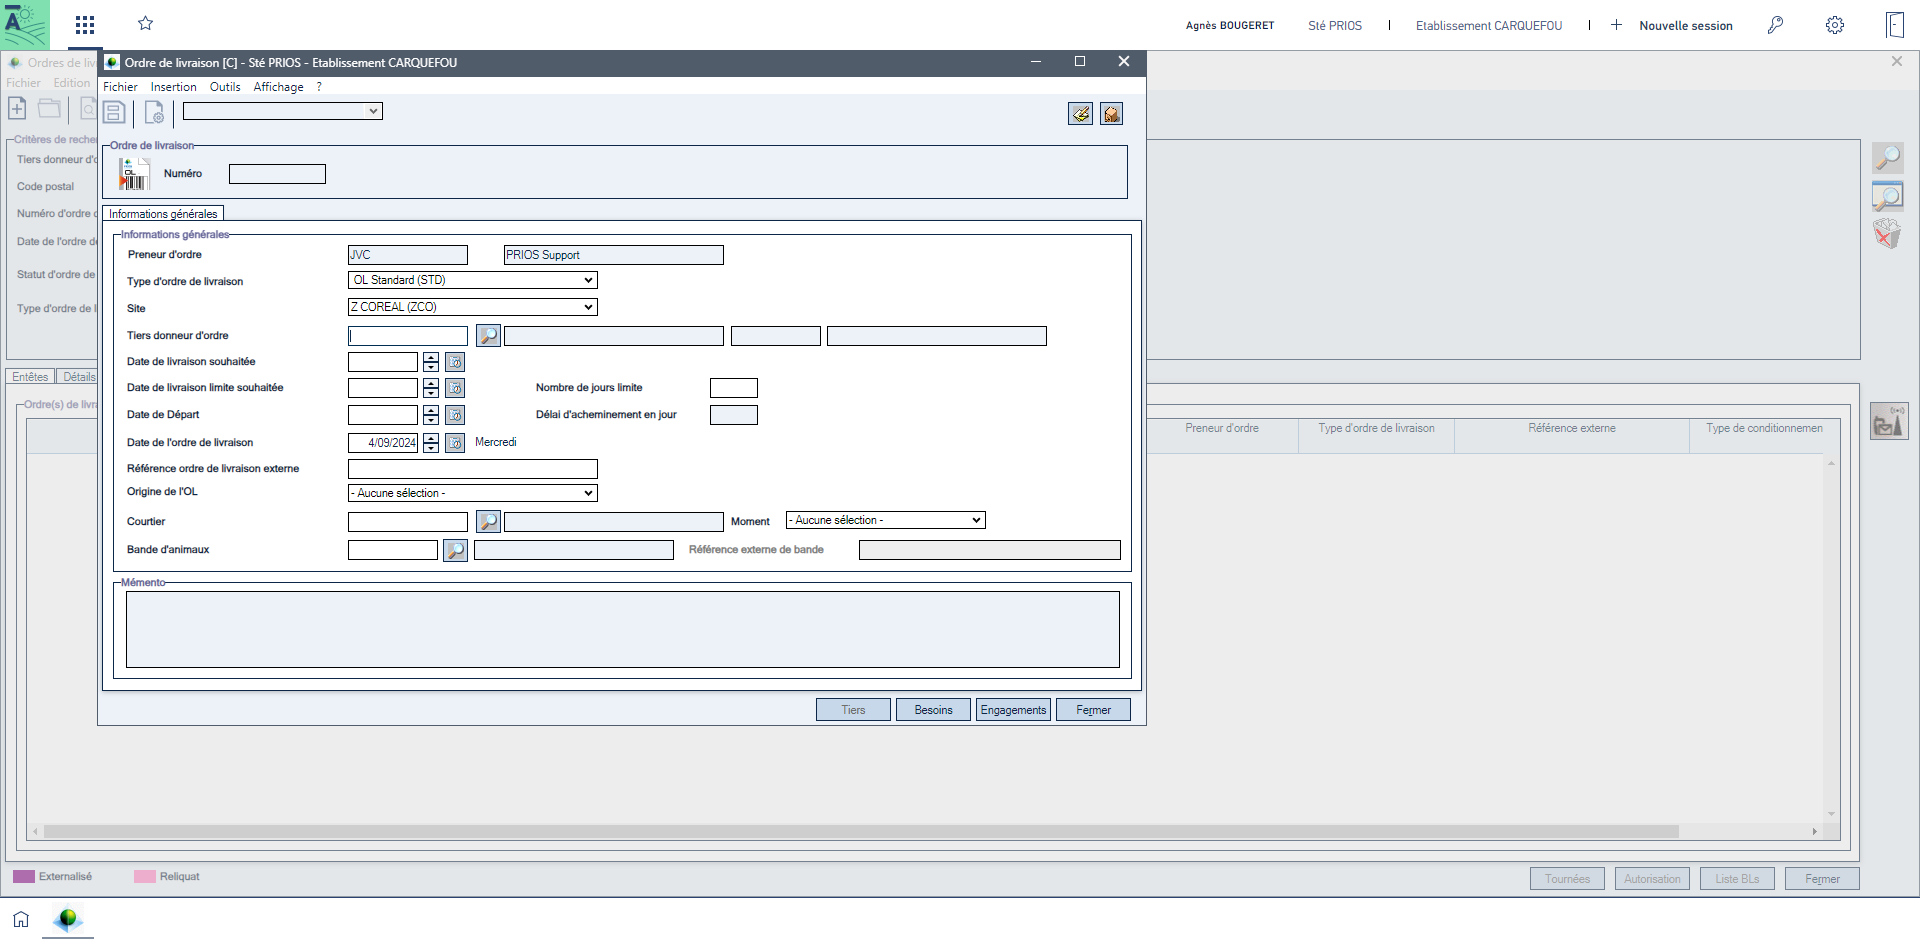 Agnès BOUGERET Sté PRIOS | Etablissement CARQUEFOU | + Nouvelle session
Ordres de liv
Fichier Edition
Ordre de livraison [C] - Sté PRIOS - Etablissement CARQUEFOU
Fichier Insertion Outils Affichage ?
Critères de recher
Tiers donneur d'o
Code postal
Numéro d'ordre d
Date de l'ordre de
Statut d'ordre de
Type d'ordre de l
Ordre de livraison
OL
Numéro
Informations générales
Informations générales
Preneur d'ordre JVC PRIOS Support
Type d'ordre de livraison OL Standard (STD)
Site Z COREAL (ZCO)
Tiers donneur d'ordre
Date de livraison souhaitée
Date de livraison limite souhaitée Nombre de jours limite
Date de Départ Délai d'acheminement en jour
Date de l'ordre de livraison 4/09/2024 Mercredi
Référence ordre de livraison externe
Origine de l'OL - Aucune sélection -
Courtier Moment - Aucune sélection -
Bande d'animaux Référence externe de bande
Mémento
Tiers Besoins Engagements Fermer
Entêtes Détails
Ordre(s) de livra
Preneur d'ordre Type d'ordre de livraison Référence externe Type de conditionnemen
Externalisé Reliquat
Tournées Autorisation Liste BLs Fermer